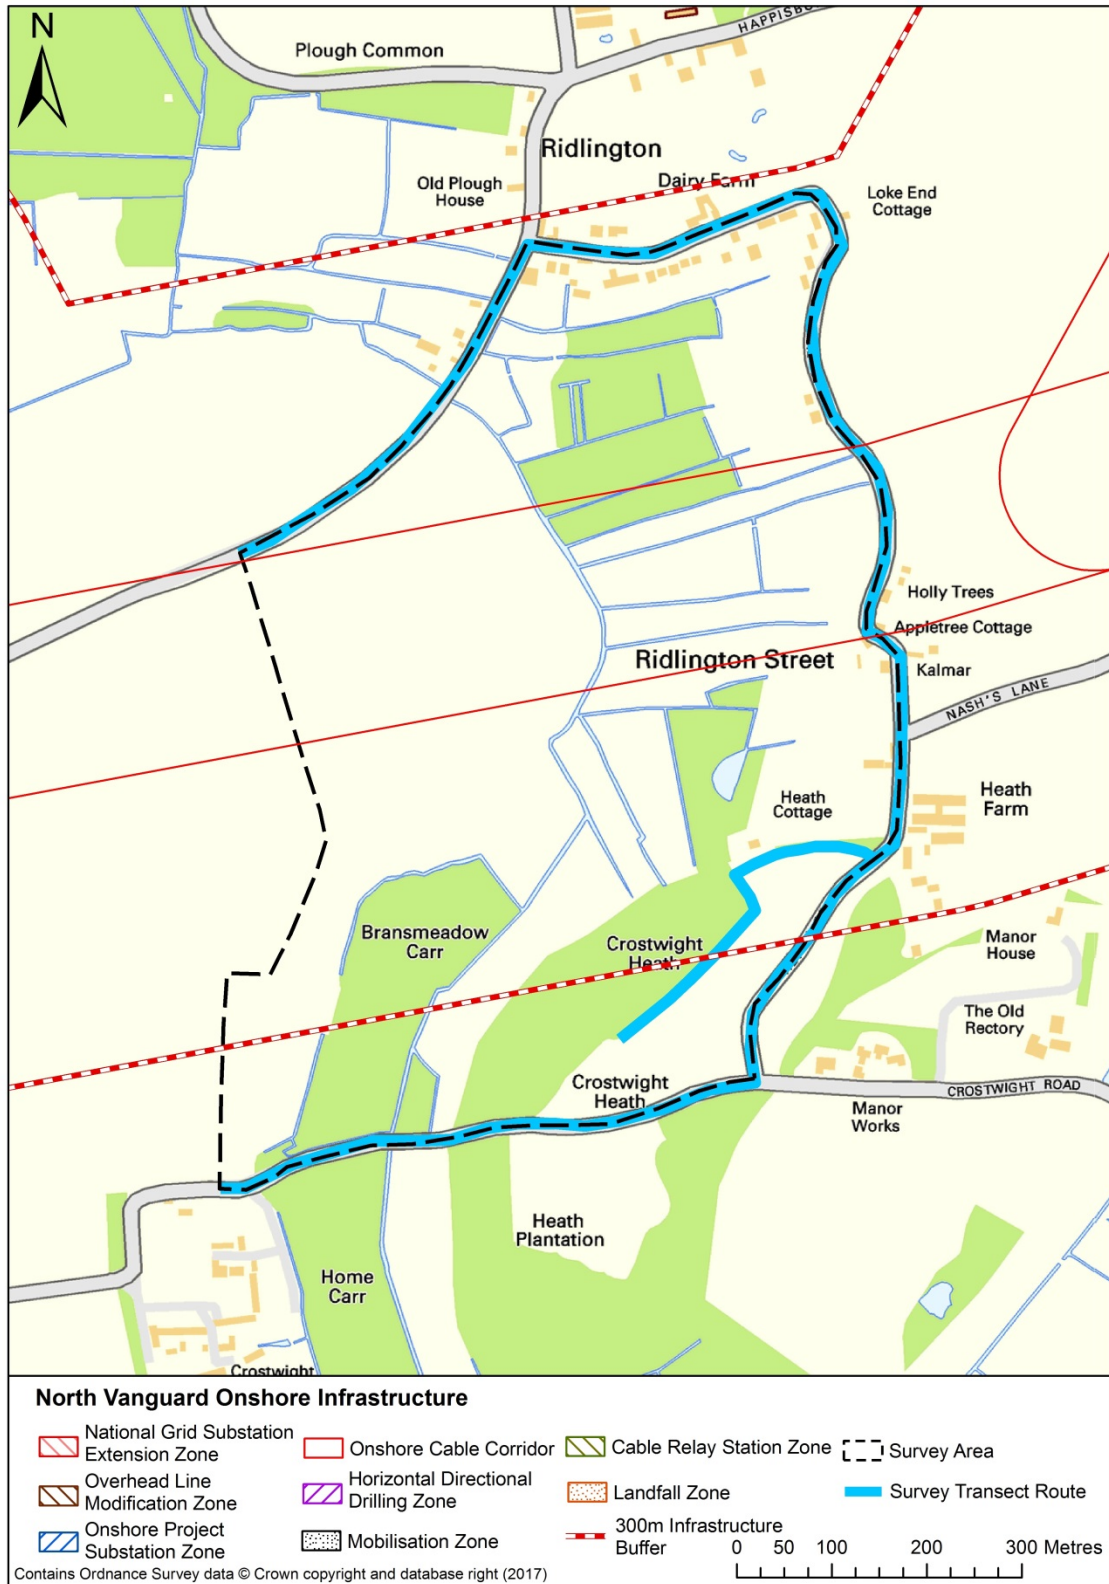 N
Plough Common
HAPPISBU
Ridlington
Old Plough
House
Dairy Farm
Loke End
Cottage
Holly Trees
Appletree Cottage
Ridlington Street
Kalmar
NASH'S LANE
Heath
Cottage
Heath
Farm
Bransmeadow
Carr
Crostwight
Heath
Manor
House
The Old
Rectory
Crostwight
Heath
CROSTWIGHT ROAD
Manor
Works
Heath
Plantation
Home
Carr
Crostwight
North Vanguard Onshore Infrastructure
National Grid Substation
Extension Zone
Overhead Line
Modification Zone
Onshore Project
Substation Zone
Onshore Cable Corridor
Horizontal Directional
Drilling Zone
Mobilisation Zone
Cable Relay Station Zone
Landfall Zone
300m Infrastructure
Buffer
Survey Area
Survey Transect Route
0 50 100 200 300 Metres
Contains Ordnance Survey data © Crown copyright and database right (2017)